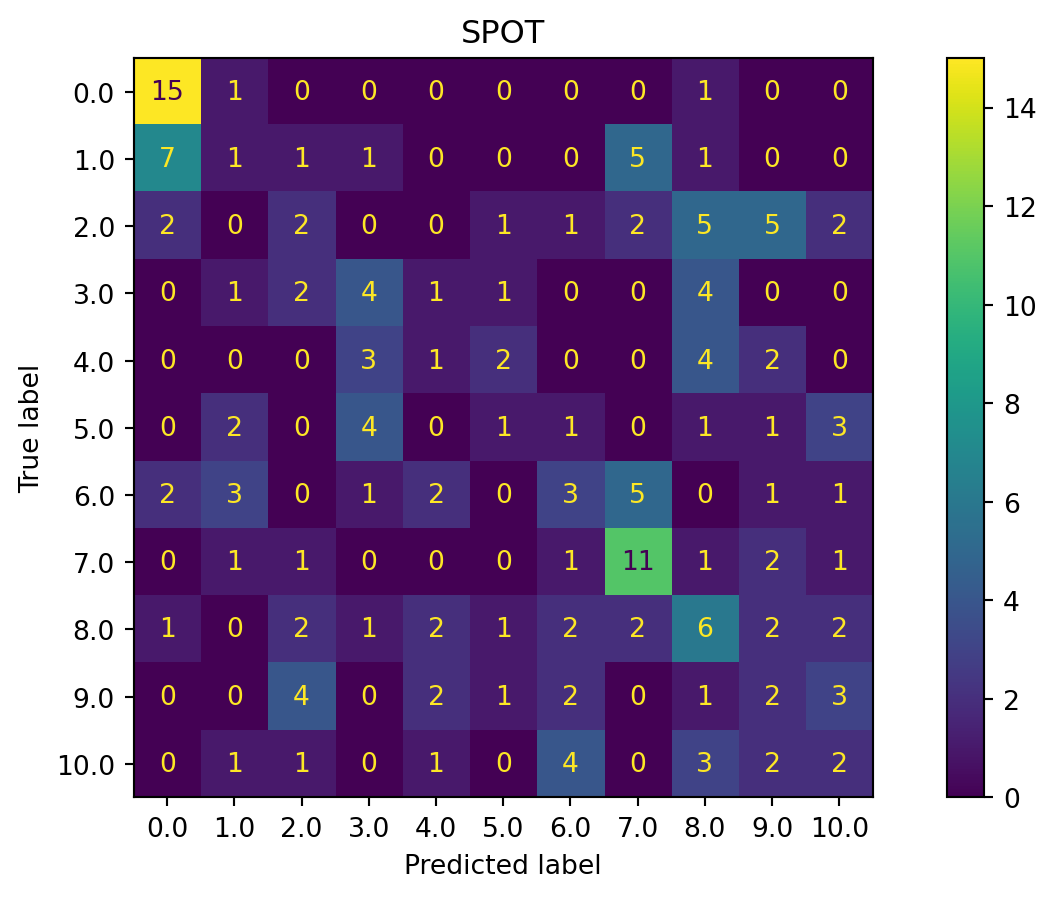 SPOT
0.0 15 1 0 0 0 0 0 0 1 0 0
1.0 7 1 1 1 0 0 0 5 1 0 0
2.0 2 0 2 0 0 1 1 2 5 5 2
3.0 0 1 2 4 1 1 0 0 4 0 0
4.0 0 0 0 3 1 2 0 0 4 2 0
5.0 0 2 0 4 0 1 1 0 1 1 3
6.0 2 3 0 1 2 0 3 5 0 1 1
7.0 0 1 1 0 0 0 1 11 1 2 1
8.0 1 0 2 1 2 1 2 2 6 2 2
9.0 0 0 4 0 2 1 2 0 1 2 3
10.0 0 1 1 0 1 0 4 0 3 2 2
0.0 1.0 2.0 3.0 4.0 5.0 6.0 7.0 8.0 9.0 10.0
Predicted label
True label
14
12
10
8
6
4
2
0